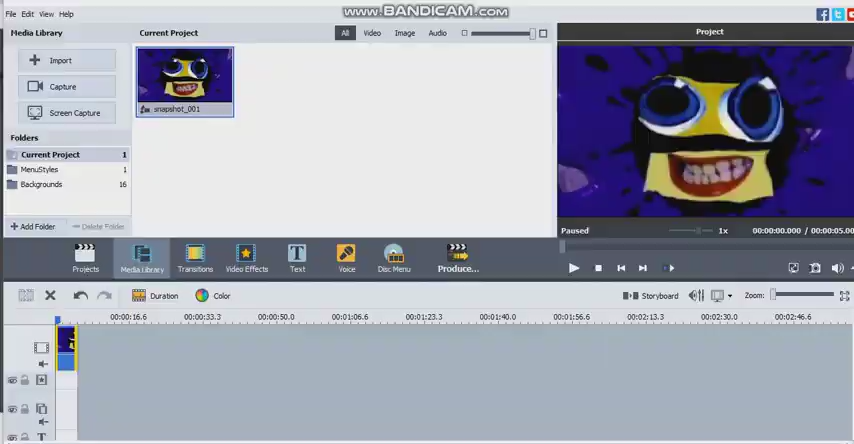 www.BANDICAM.com
File Edit View Help
Media Library
Current Project
All Video Image Audio
Project
Import
Capture
Screen Capture
snapshot_001
Folders
Current Project 1
MenuStyles 1
Backgrounds 16
+ Add Folder
Delete Folder
Paused
1x
00:00:00.000 / 00:00:05.00
Projects
Media Library
Transitions
Video Effects
Text
Voice
Disc Menu
Produce...
Duration
Color
Storyboard
Zoom:
00:00:16.6 00:00:33.3 00:00:50.0 00:01:06.6 00:01:23.3 00:01:40.0 00:01:56.6 00:02:13.3 00:02:30.0 00:02:46.6